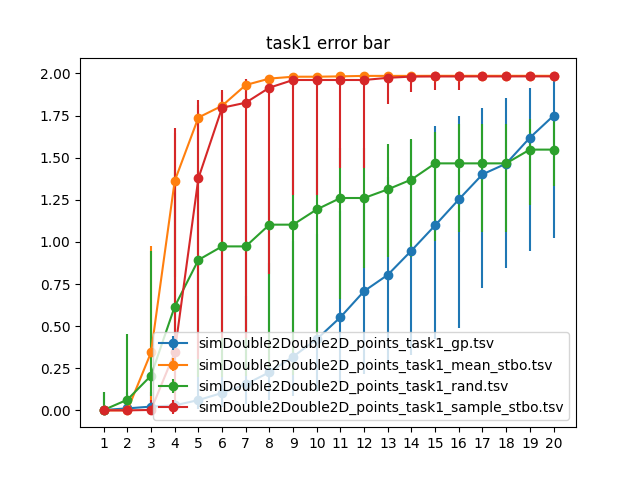 task1 error bar
2.00
1.75
1.50
1.25
1.00
0.75
0.50
0.25
0.00
simDouble2Double2D_points_task1_gp.tsv
simDouble2Double2D_points_task1_mean_stbo.tsv
simDouble2Double2D_points_task1_rand.tsv
simDouble2Double2D_points_task1_sample_stbo.tsv
1 2 3 4 5 6 7 8 9 10 11 12 13 14 15 16 17 18 19 20